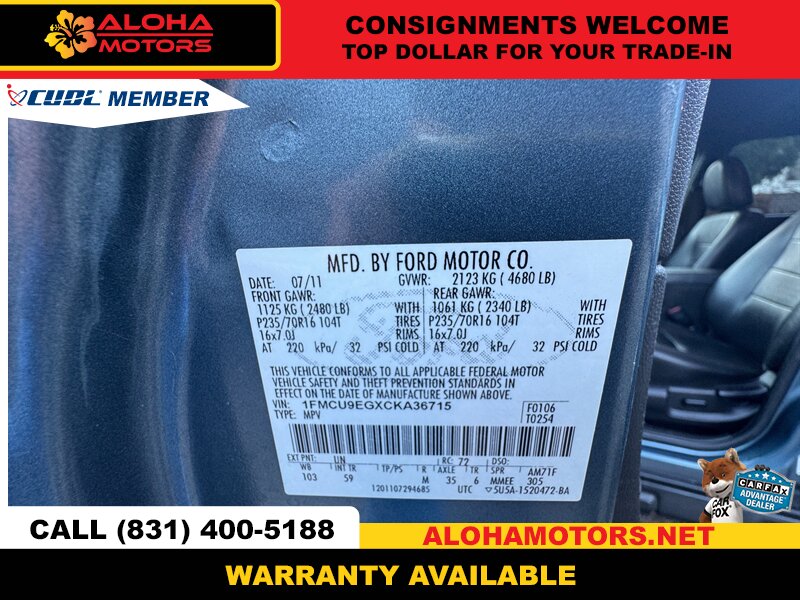 ALOHA
MOTORS
CONSIGNMENTS WELCOME
TOP DOLLAR FOR YOUR TRADE-IN
CUDL MEMBER
MFD. BY FORD MOTOR CO.
DATE: 07/11 GVWR: 2123 KG ( 4680 LB)
FRONT GAWR: REAR GAWR:
1125 KG ( 2480 LB) WITH 1061 KG ( 2340 LB) WITH
P235/70R16 104T TIRES P235/70R16 104T TIRES
16x7.0J RIMS 16x7.0J RIMS
AT 220 kPa/ 32 PSI COLD AT 220 kPa/ 32 PSI COLD
THIS VEHICLE CONFORMS TO ALL APPLICABLE FEDERAL MOTOR
VEHICLE SAFETY AND THEFT PREVENTION STANDARDS IN
EFFECT ON THE DATE OF MANUFACTURE SHOWN ABOVE.
VIN: 1FMCU9EGXCKA36715 F0106
TYPE: MPV T0254
EXT PNT: UN RC: 72 DSO: AM71F
WB INT TR TP/PS R AXLE TR SPR
103 59 M 35 6 MMEE 305
1201107294685 UTC ▽5U5A-1520472-BA
CAR
FOX
CARFAX
ADVANTAGE
DEALER
CALL (831) 400-5188
ALOHAMOTORS.NET
WARRANTY AVAILABLE